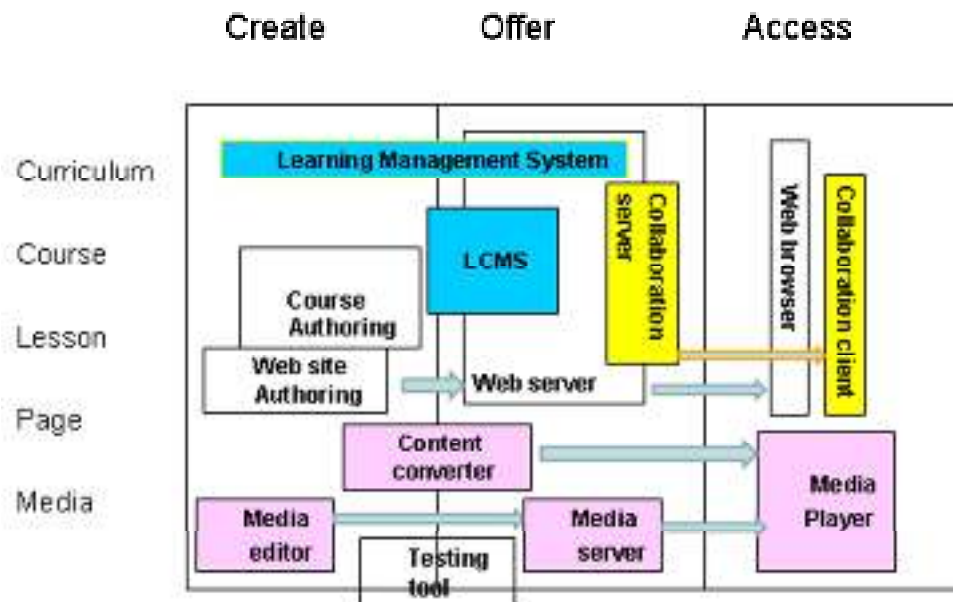 Create Offer Access
Curriculum
Course
Lesson
Page
Media
Learning Management System
Collaboration
server
LCMS
Course
Authoring
Web site
Authoring
Web server
Web browser
Collaboration client
Content
converter
Media
editor
Media
server
Media
Player
Testing
tool